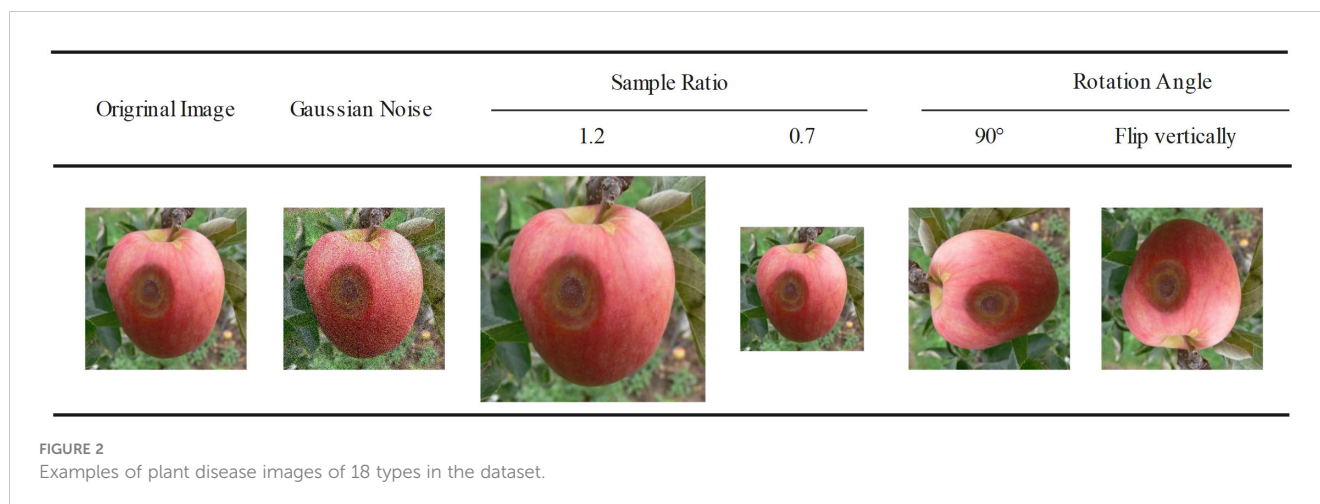 Sample Ratio
Rotation Angle
Origrinal Image
Gaussian Noise
1.2
0.7
90°
Flip vertically
FIGURE 2
Examples of plant disease images of 18 types in the dataset.